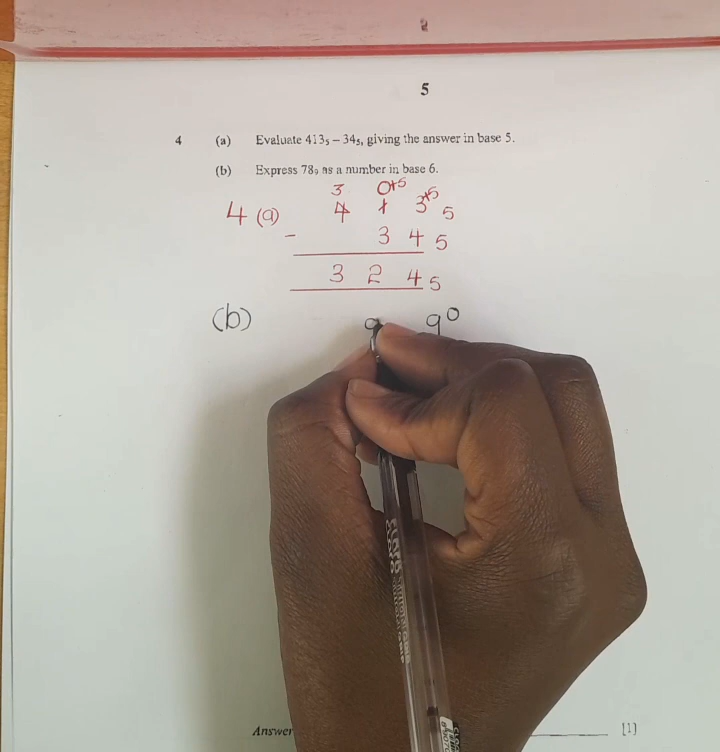 5
4 (a) Evaluate 413₅ – 34₅, giving the answer in base 5.
(b) Express 78₉ as a number in base 6.
3 0+5 +5
4 (a) 4 1 3 5
- 3 4 5
3 2 4 5
(b) 9 9⁰
Answer [1]